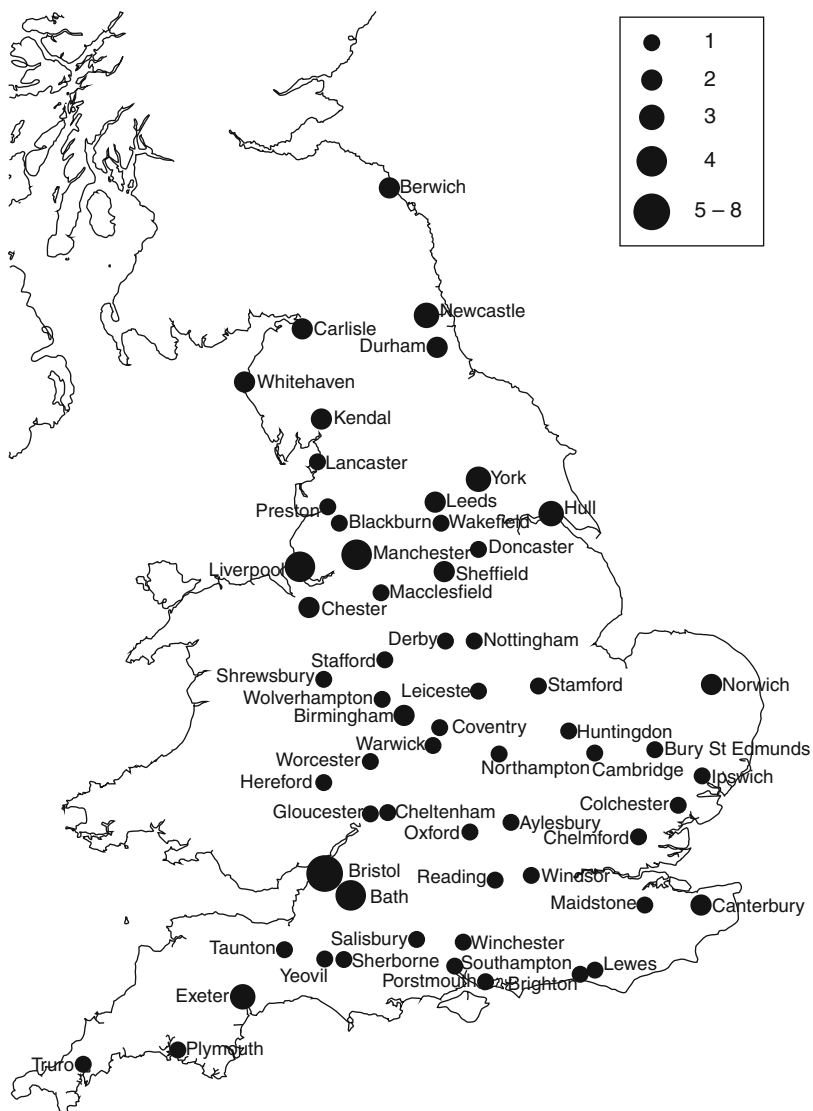 1
2
3
4
5 – 8
Berwich
Newcastle
Carlisle
Durham
Whitehaven
Kendal
Lancaster
York
Leeds
Preston
Hull
Blackburn
Wakefield
Manchester
Doncaster
Liverpool
Sheffield
Macclesfield
Chester
Derby
Nottingham
Stafford
Shrewsbury
Leiceste
Stamford
Norwich
Wolverhampton
Birmingham
Coventry
Huntingdon
Warwick
Bury St Edmunds
Worcester
Northampton
Cambridge
Ipswich
Hereford
Colchester
Gloucester
Cheltenham
Aylesbury
Oxford
Chelmford
Bristol
Reading
Windsor
Bath
Maidstone
Canterbury
Salisbury
Winchester
Taunton
Sherborne
Southampton
Lewes
Yeovil
Porstmouth
Brighton
Exeter
Plymouth
Truro